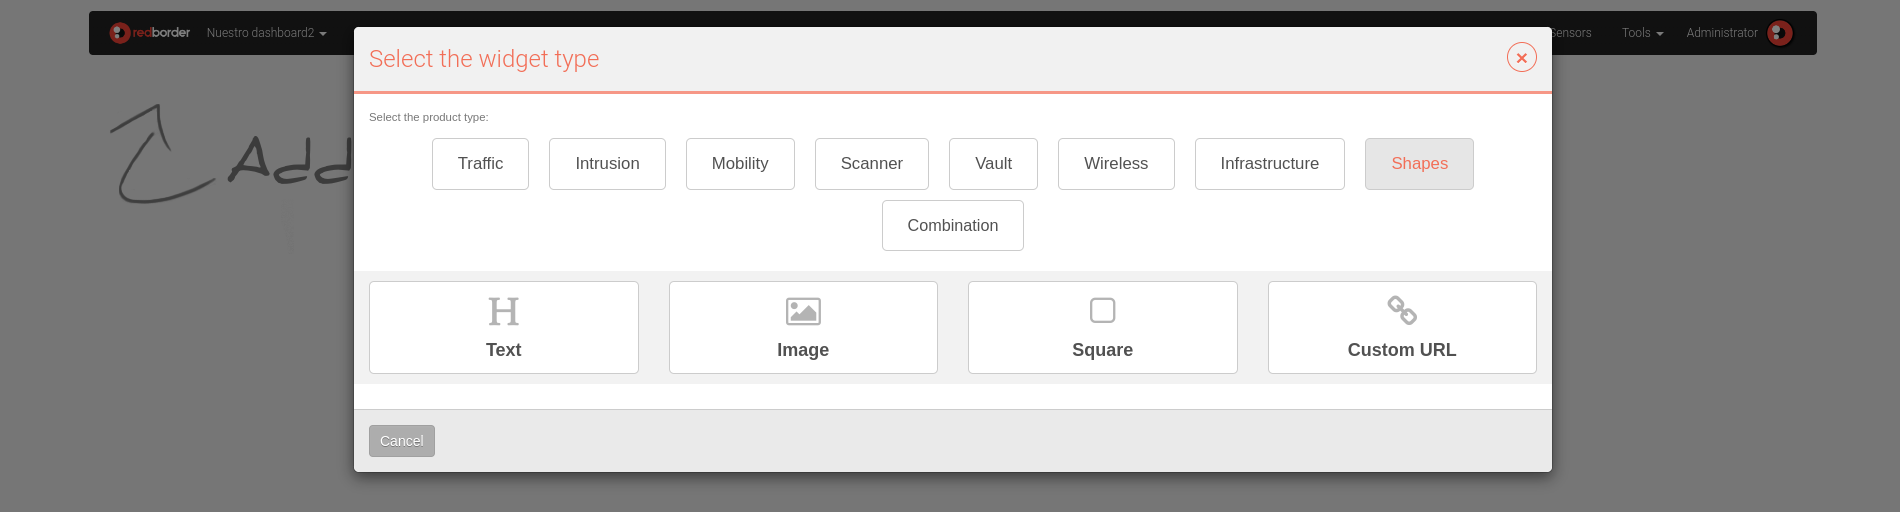 redborder Nuestro dashboard2 Sensors Tools Administrator
Select the widget type
Add
Select the product type:
Traffic Intrusion Mobility Scanner Vault Wireless Infrastructure Shapes
Combination
H
Text Image Square Custom URL
Cancel